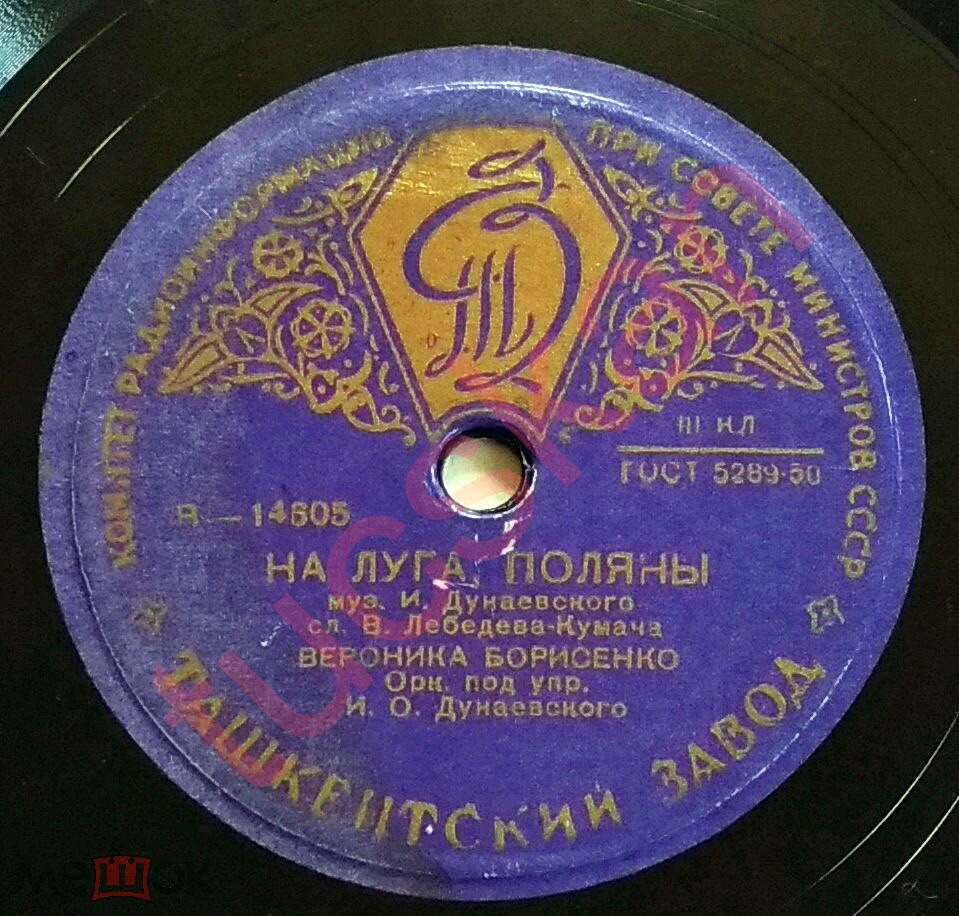 КОМИТЕТ РАДИОИНФОРМАЦИИ ПРИ СОВЕТЕ МИНИСТРОВ СССР
III КЛ
ГОСТ 5289-50
В — 14605
НА ЛУГА, ПОЛЯНЫ
муз. И. Дунаевского
сл. В. Лебедева-Кумача
ВЕРОНИКА БОРИСЕНКО
Орк. под упр.
И. О. Дунаевского
ТАШКЕНТСКИЙ ЗАВОД